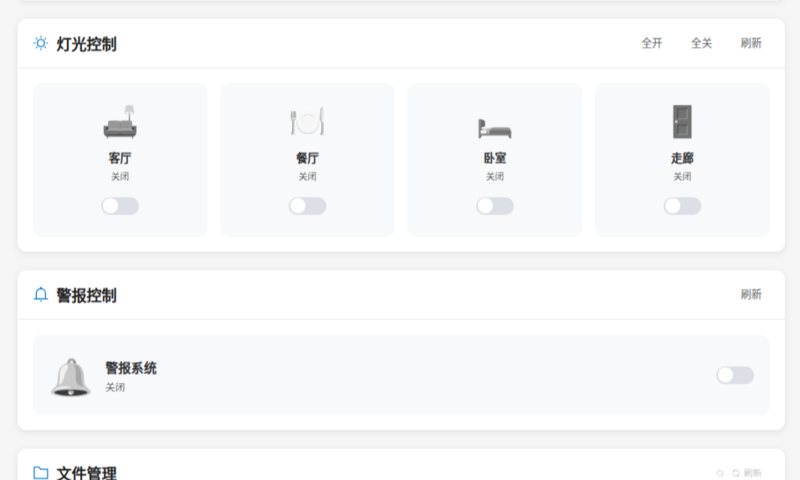 灯光控制
全开 全关 刷新
客厅 餐厅 卧室 走廊
关闭 关闭 关闭 关闭
警报控制
刷新
警报系统
关闭
文件管理
刷新